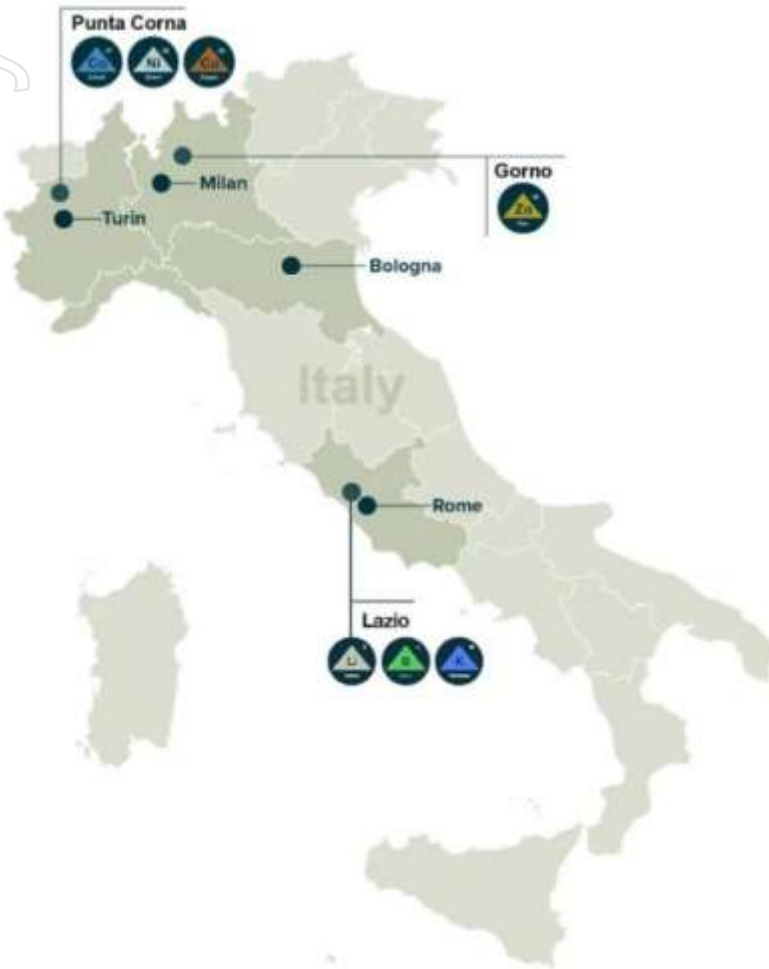 Punta Corna
Co Ni Cu
Gorno
Zn
Milan
Turin
Bologna
Italy
Rome
Lazio
Li B K